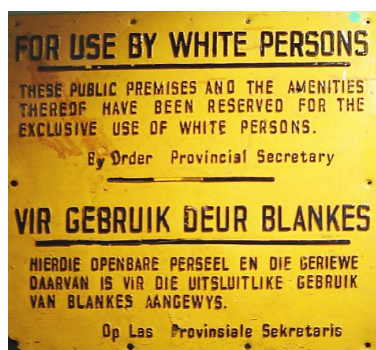 FOR USE BY WHITE PERSONS
THESE PUBLIC PREMISES AND THE AMENITIES
THEREOF HAVE BEEN RESERVED FOR THE
EXCLUSIVE USE OF WHITE PERSONS.
By Order Provincial Secretary
VIR GEBRUIK DEUR BLANKES
HIERDIE OPENBARE PERSEEL EN DIE GERIEWE
DAARVAN IS VIR DIE UITSLUITLIKE GEBRUIK
VAN BLANKES AANGEWYS.
Op Las Provinsiale Sekretaris